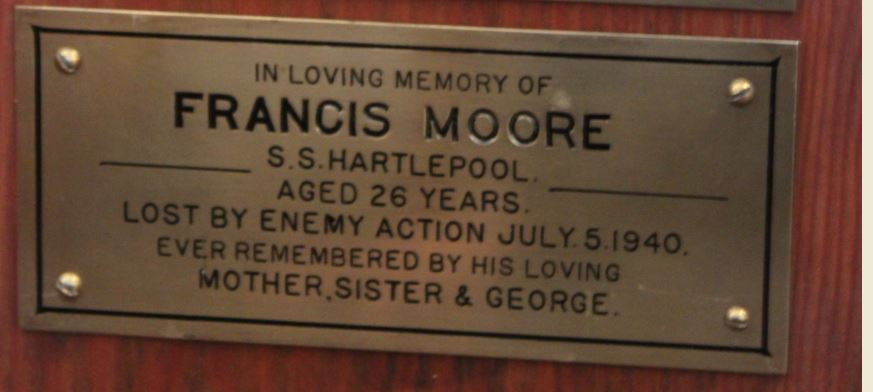 IN LOVING MEMORY OF
FRANCIS MOORE
S.S.HARTLEPOOL.
AGED 26 YEARS.
LOST BY ENEMY ACTION JULY.5.1940.
EVER REMEMBERED BY HIS LOVING
MOTHER,SISTER & GEORGE.